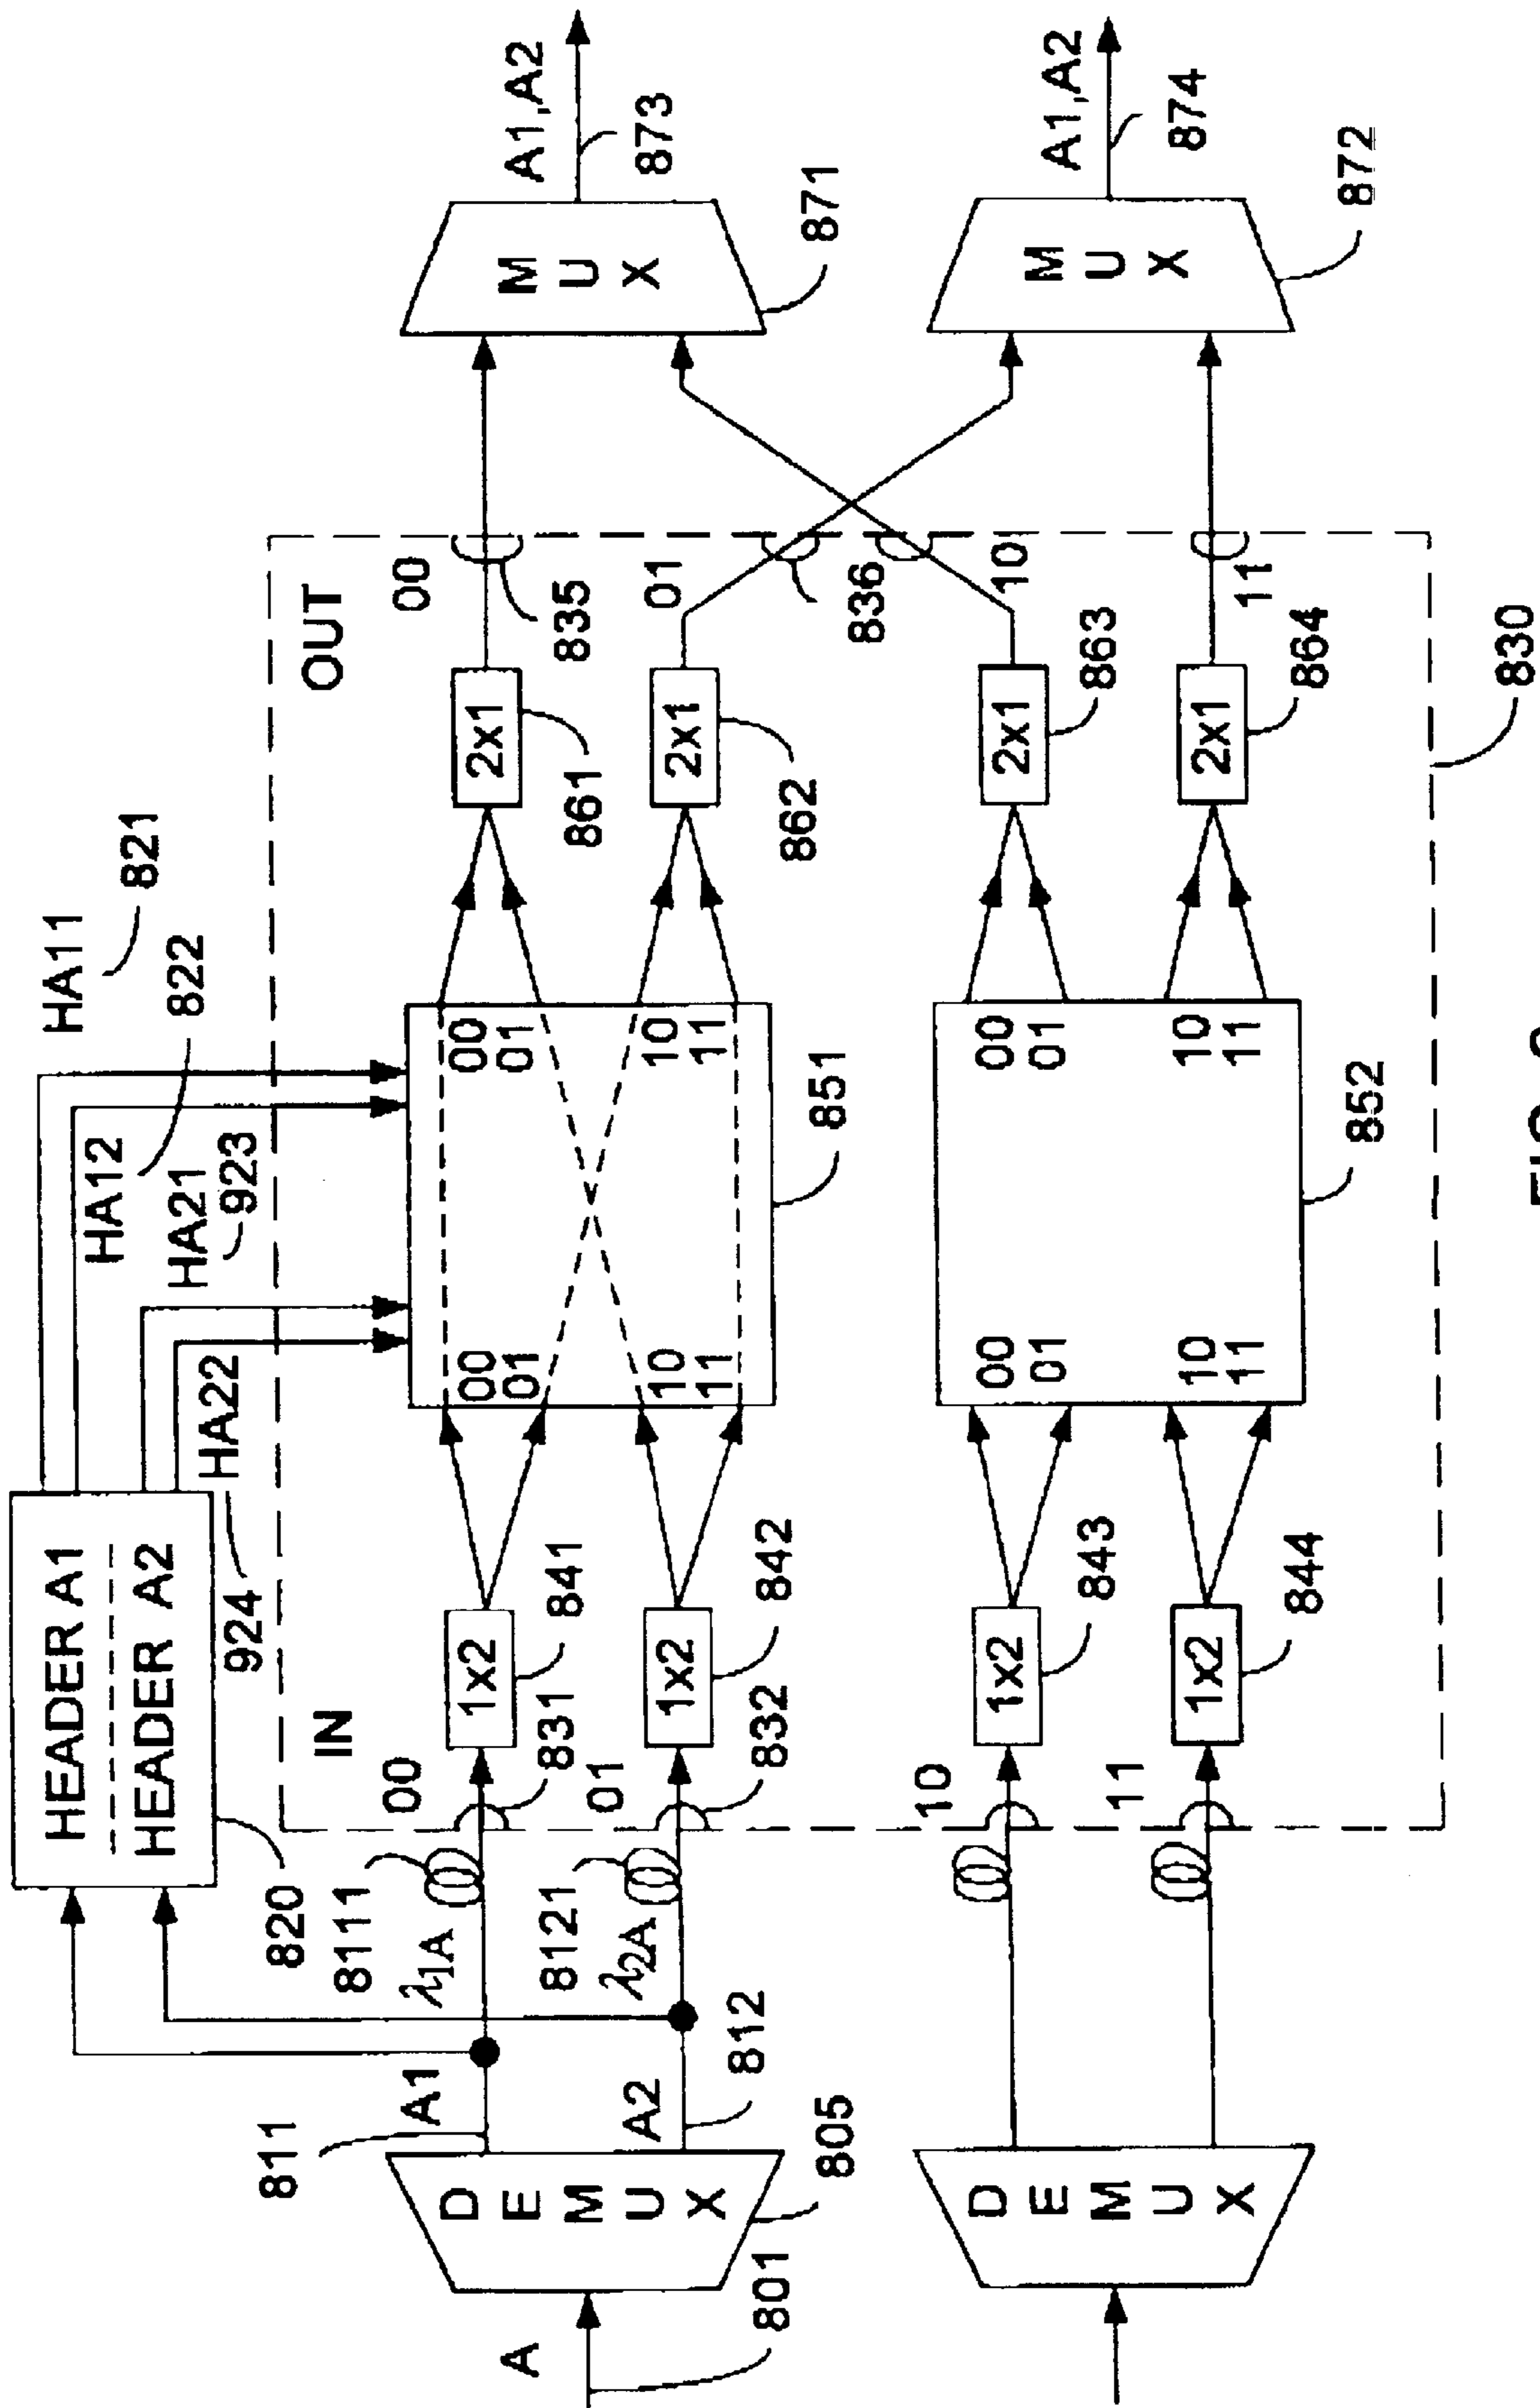 HEADER A1
HEADER A2
820
HA11
821
HA12
822
HA21
923
HA22
924
A
801
D E M U X
805
811
A1
A2
812
8111
λ1A
8121
λ2A
IN
00
831
01
832
10
11
1x2
841
1x2
842
1x2
843
1x2
844
00
01
10
11
00
01
10
11
851
00
01
10
11
00
01
10
11
852
2x1
861
2x1
862
2x1
863
2x1
864
OUT
00
835
01
836
10
11
830
M U X
871
A1,A2
873
M U X
872
A1,A2
874